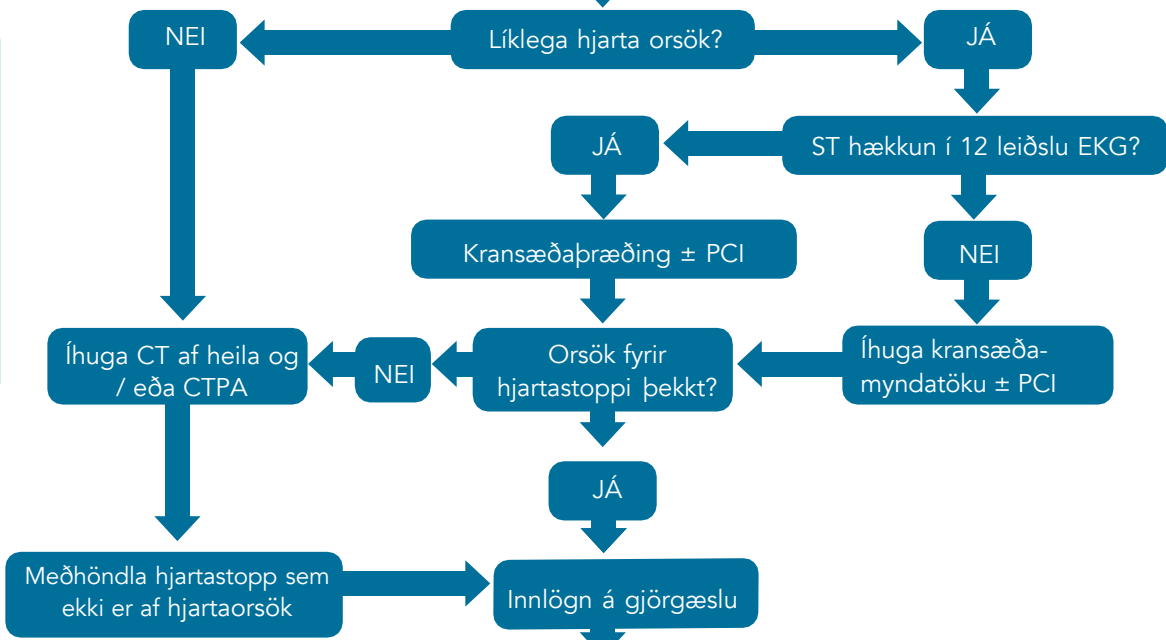 NEI
Líklega hjarta orsök?
JÁ
JÁ
ST hækkun í 12 leiðslu EKG?
Kransæðaþræðing ± PCI
NEI
Íhuga CT af heila og
/ eða CTPA
NEI
Orsök fyrir
hjartastoppi þekkt?
Íhuga kransæða-
myndatöku ± PCI
JÁ
Meðhöndla hjartastopp sem
ekki er af hjartaorsök
Innlögn á gjörgæslu